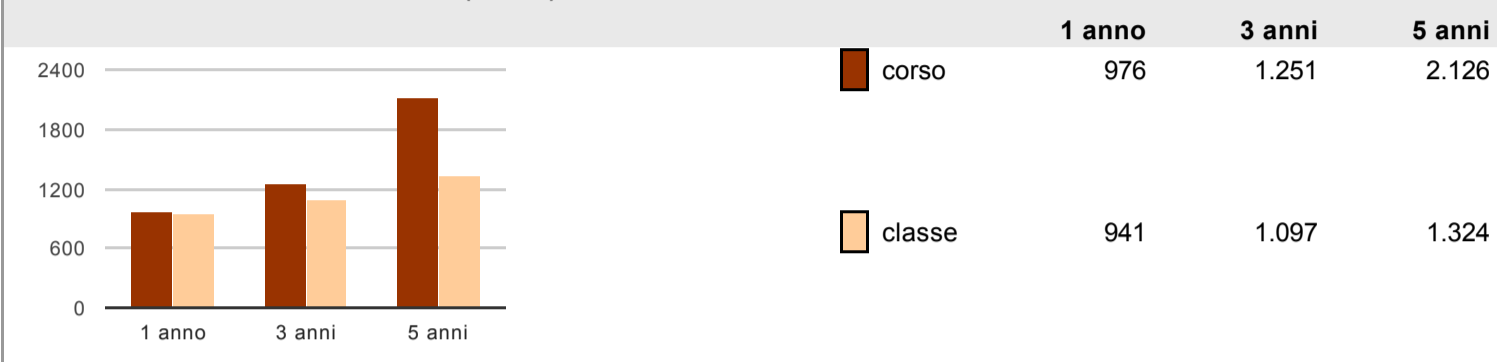 1 anno 3 anni 5 anni
2400
1800
1200
600
0
1 anno 3 anni 5 anni
corso 976 1.251 2.126
classe 941 1.097 1.324